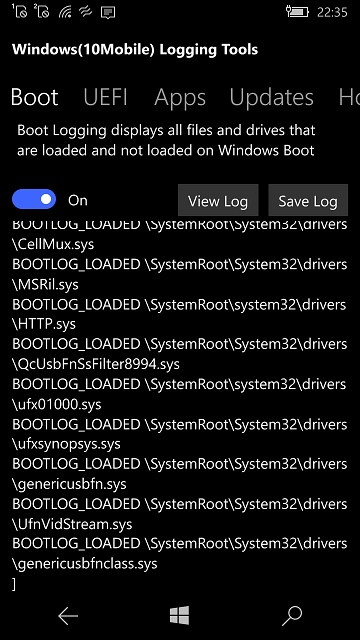 1 2 22:35
Windows(10Mobile) Logging Tools
Boot UEFI Apps Updates Ho
Boot Logging displays all files and drives that
are loaded and not loaded on Windows Boot
On View Log Save Log
BOOTLOG_LOADED \SystemRoot\System32\drivers
\CellMux.sys
BOOTLOG_LOADED \SystemRoot\System32\drivers
\MSRil.sys
BOOTLOG_LOADED \SystemRoot\system32\drivers
\HTTP.sys
BOOTLOG_LOADED \SystemRoot\System32\drivers
\QcUsbFnSsFilter8994.sys
BOOTLOG_LOADED \SystemRoot\system32\drivers
\ufx01000.sys
BOOTLOG_LOADED \SystemRoot\System32\drivers
\ufxsynopsys.sys
BOOTLOG_LOADED \SystemRoot\System32\drivers
\genericusbfn.sys
BOOTLOG_LOADED \SystemRoot\System32\drivers
\UfnVidStream.sys
BOOTLOG_LOADED \SystemRoot\System32\drivers
\genericusbfnclass.sys
]